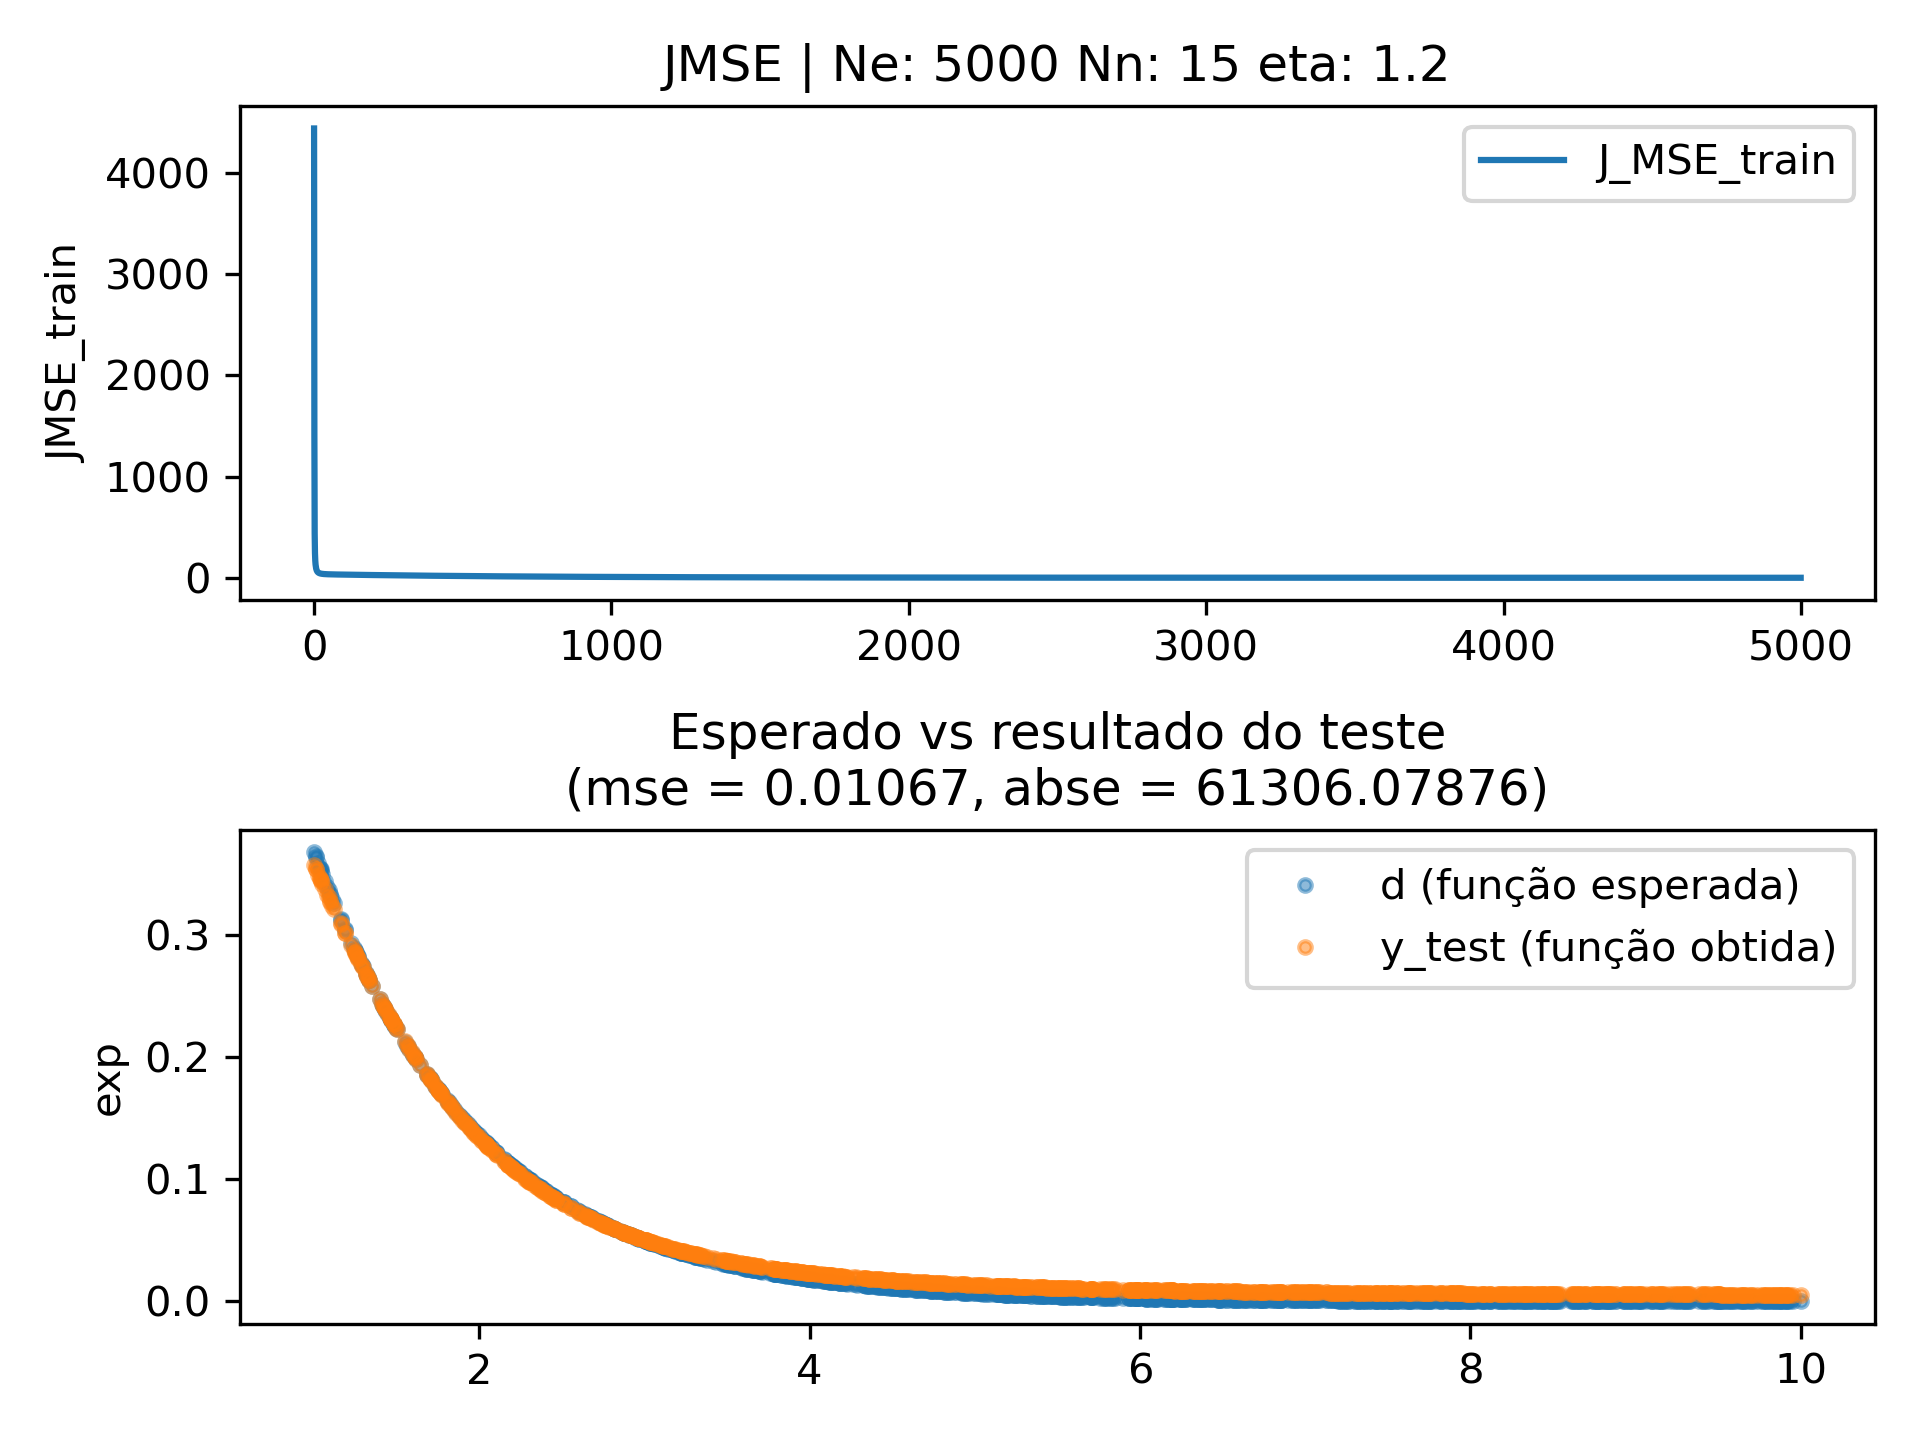 JMSE | Ne: 5000 Nn: 15 eta: 1.2
J_MSE_train
JMSE_train
4000
3000
2000
1000
0
0 1000 2000 3000 4000 5000
Esperado vs resultado do teste
(mse = 0.01067, abse = 61306.07876)
d (função esperada)
y_test (função obtida)
exp
0.3
0.2
0.1
0.0
2 4 6 8 10